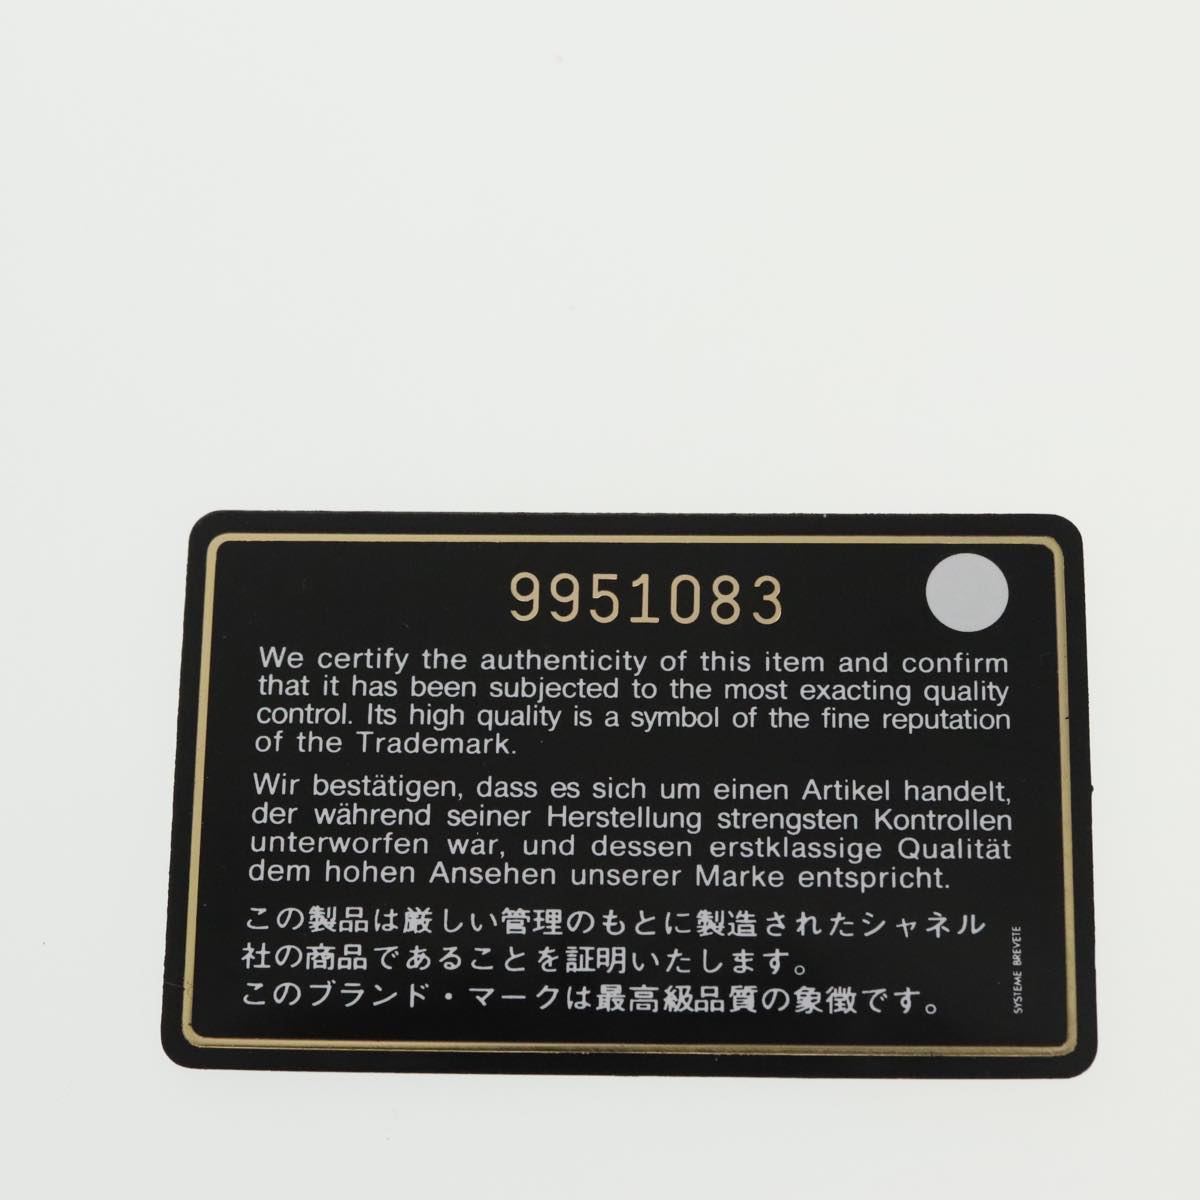 9951083
We certify the authenticity of this item and confirm
that it has been subjected to the most exacting quality
control. Its high quality is a symbol of the fine reputation
of the Trademark.
Wir bestätigen, dass es sich um einen Artikel handelt,
der während seiner Herstellung strengsten Kontrollen
unterworfen war, und dessen erstklassige Qualität
dem hohen Ansehen unserer Marke entspricht.
この製品は厳しい管理のもとに製造されたシャネル
社の商品であることを証明いたします。
このブランド・マークは最高級品質の象徴です。
SYSTEME BREVETE